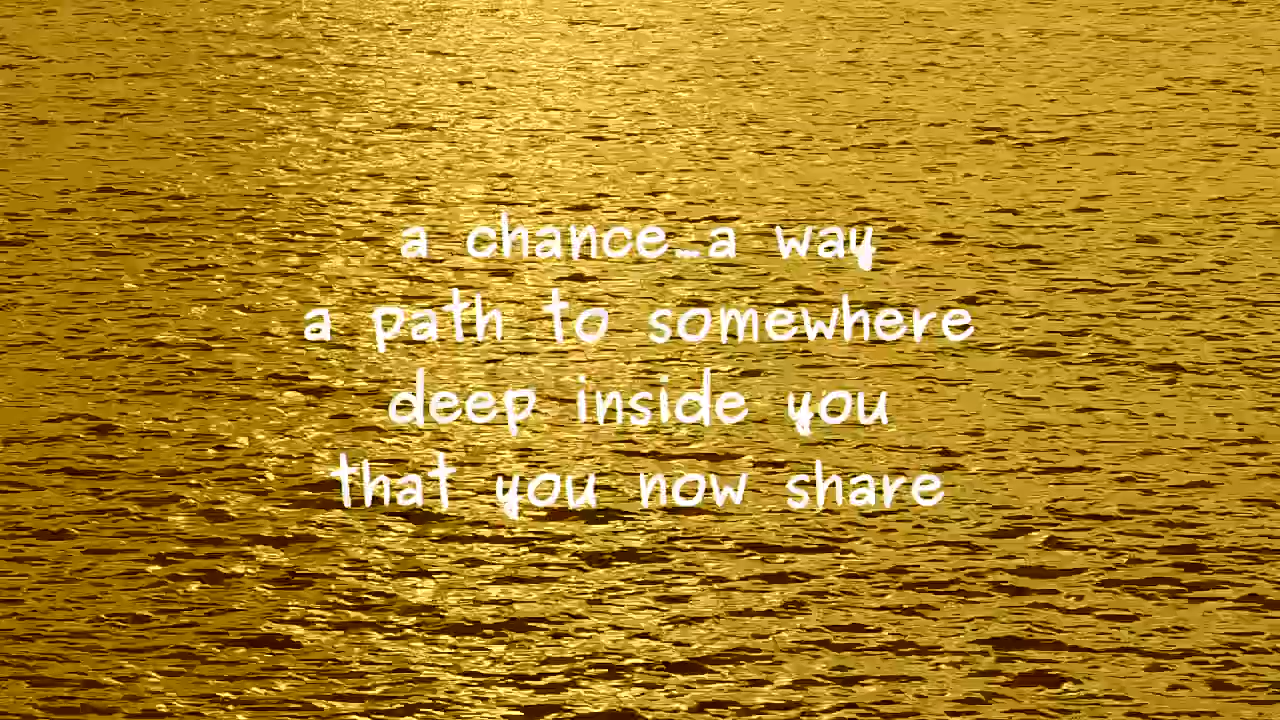 a chance...a way
a path to somewhere
deep inside you
that you now share